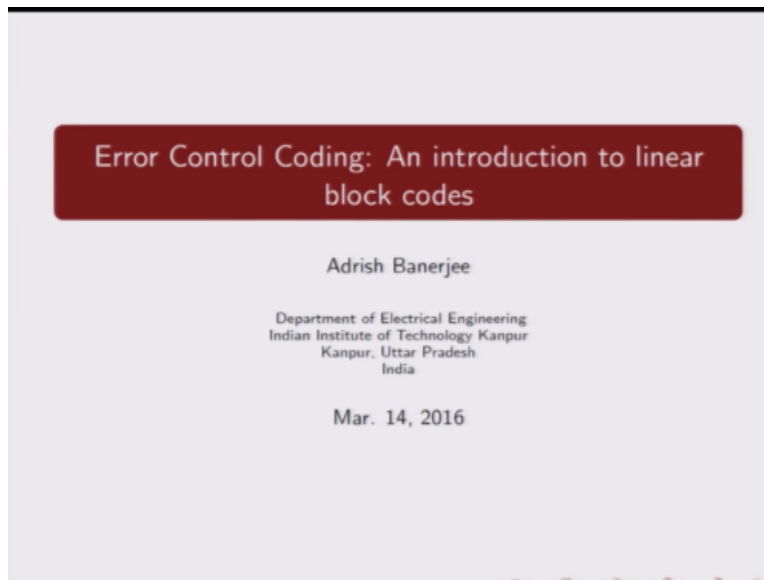 Error Control Coding: An introduction to linear
block codes
Adrish Banerjee
Department of Electrical Engineering
Indian Institute of Technology Kanpur
Kanpur, Uttar Pradesh
India
Mar. 14, 2016